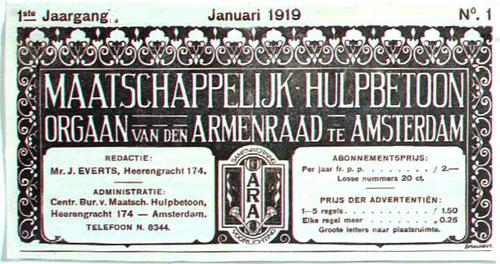 1ste Jaargang Januari 1919 No. 1
MAATSCHAPPELIJK·HULPBETOON
ORGAAN VAN DEN ARMENRAAD TE AMSTERDAM
REDACTIE:
Mr. J. EVERTS, Heerengracht 174.
ADMINISTRATIE:
Centr. Bur. v. Maatsch. Hulpbetoon,
Heerengracht 174 — Amsterdam.
TELEFOON N. 8344.
SAMENWERKING
ARA
VOORLICHTING
ABONNEMENTSPRIJS:
Per jaar fr. p. p. . . . . ƒ 2.—
Losse nummers 20 ct.
PRIJS DER ADVERTENTIËN:
1—5 regels . . . . . ƒ 1.50
Elke regel meer . . . . „ 0.25
Groote letters naar plaatsruimte.